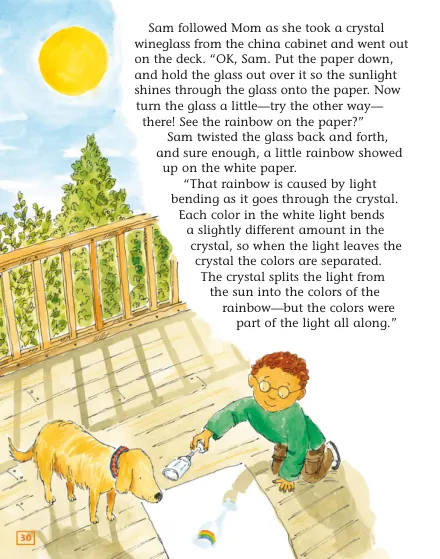 Sam followed Mom as she took a crystal
wineglass from the china cabinet and went out
on the deck. “OK, Sam. Put the paper down,
and hold the glass out over it so the sunlight
shines through the glass onto the paper. Now
turn the glass a little—try the other way—
there! See the rainbow on the paper?”
Sam twisted the glass back and forth,
and sure enough, a little rainbow showed
up on the white paper.
“That rainbow is caused by light
bending as it goes through the crystal.
Each color in the white light bends
a slightly different amount in the
crystal, so when the light leaves the
crystal the colors are separated.
The crystal splits the light from
the sun into the colors of the
rainbow—but the colors were
part of the light all along.”
30